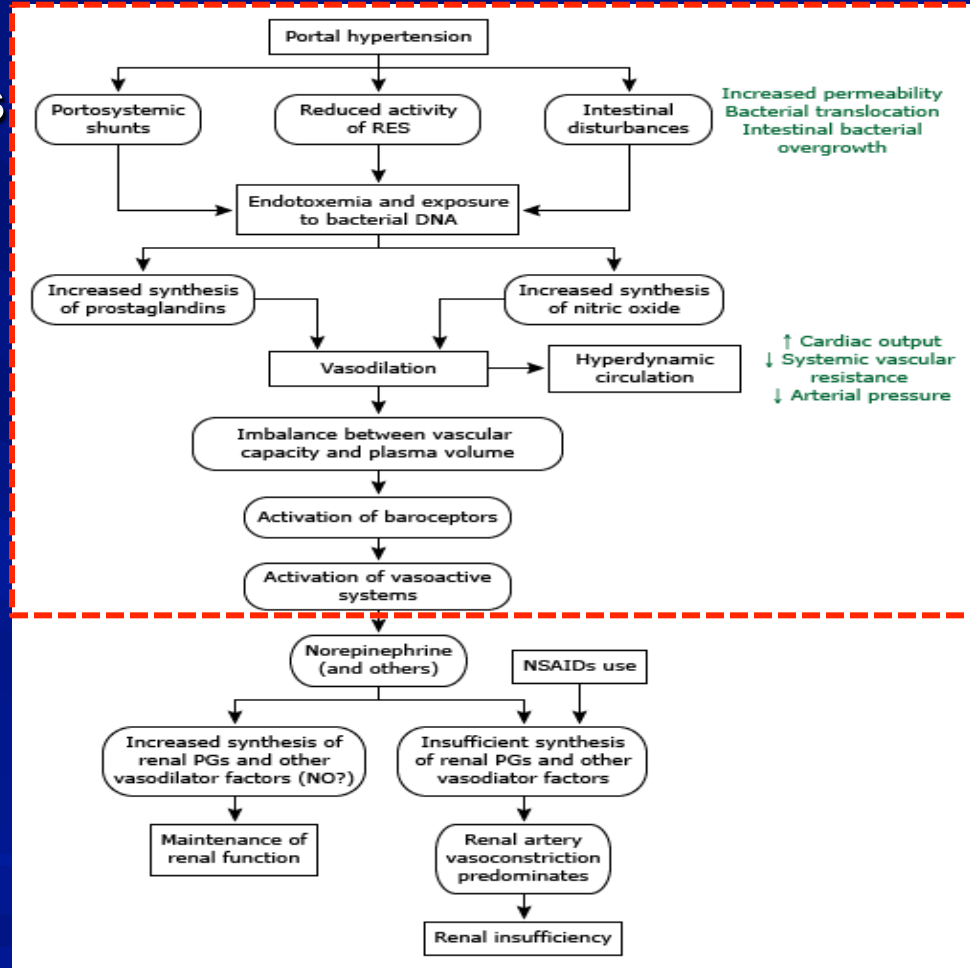 Portal hypertension
s
Portosystemic
shunts
Reduced activity
of RES
Intestinal
disturbances
Increased permeability
Bacterial translocation
Intestinal bacterial
overgrowth
Endotoxemia and exposure
to bacterial DNA
Increased synthesis
of prostaglandins
Increased synthesis
of nitric oxide
Vasodilation
Hyperdynamic
circulation
↑ Cardiac output
↓ Systemic vascular
resistance
↓ Arterial pressure
Imbalance between vascular
capacity and plasma volume
Activation of baroceptors
Activation of vasoactive
systems
Norepinephrine
(and others)
NSAIDs use
Increased synthesis of
renal PGs and other
vasodilator factors (NO?)
Insufficient synthesis
of renal PGs and other
vasodiator factors
Maintenance of
renal function
Renal artery
vasoconstriction
predominates
Renal insufficiency